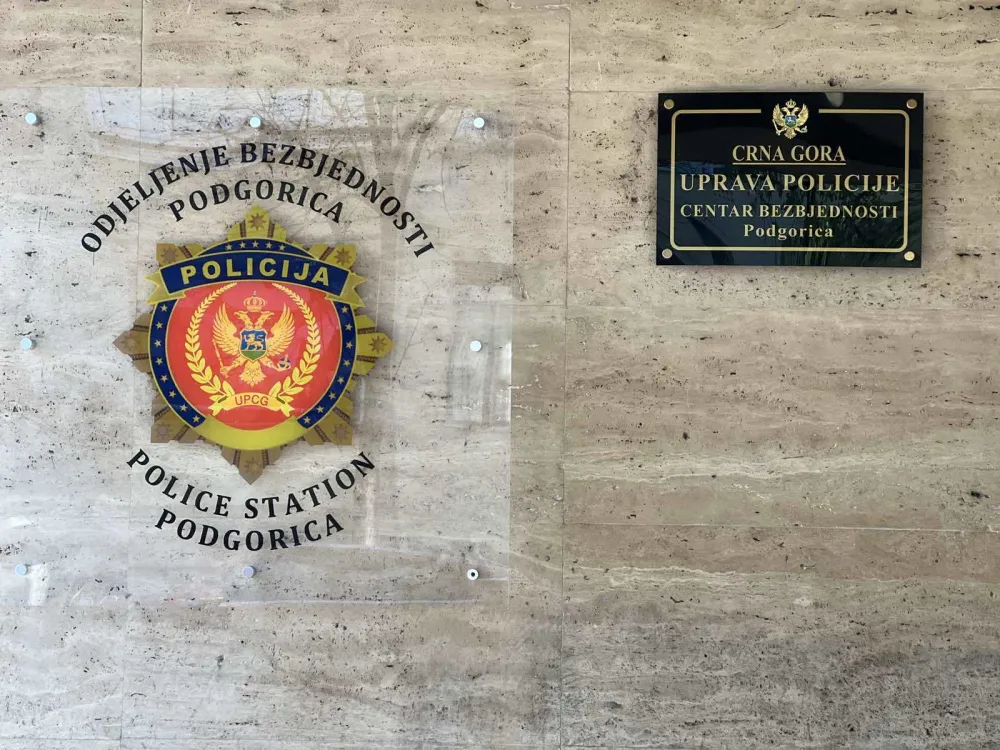 ODJELJENJE BEZBJEDNOSTI
PODGORICA
POLICIJA
UPCG
POLICE STATION
PODGORICA
CRNA GORA
UPRAVA POLICIJE
CENTAR BEZBJEDNOSTI
Podgorica